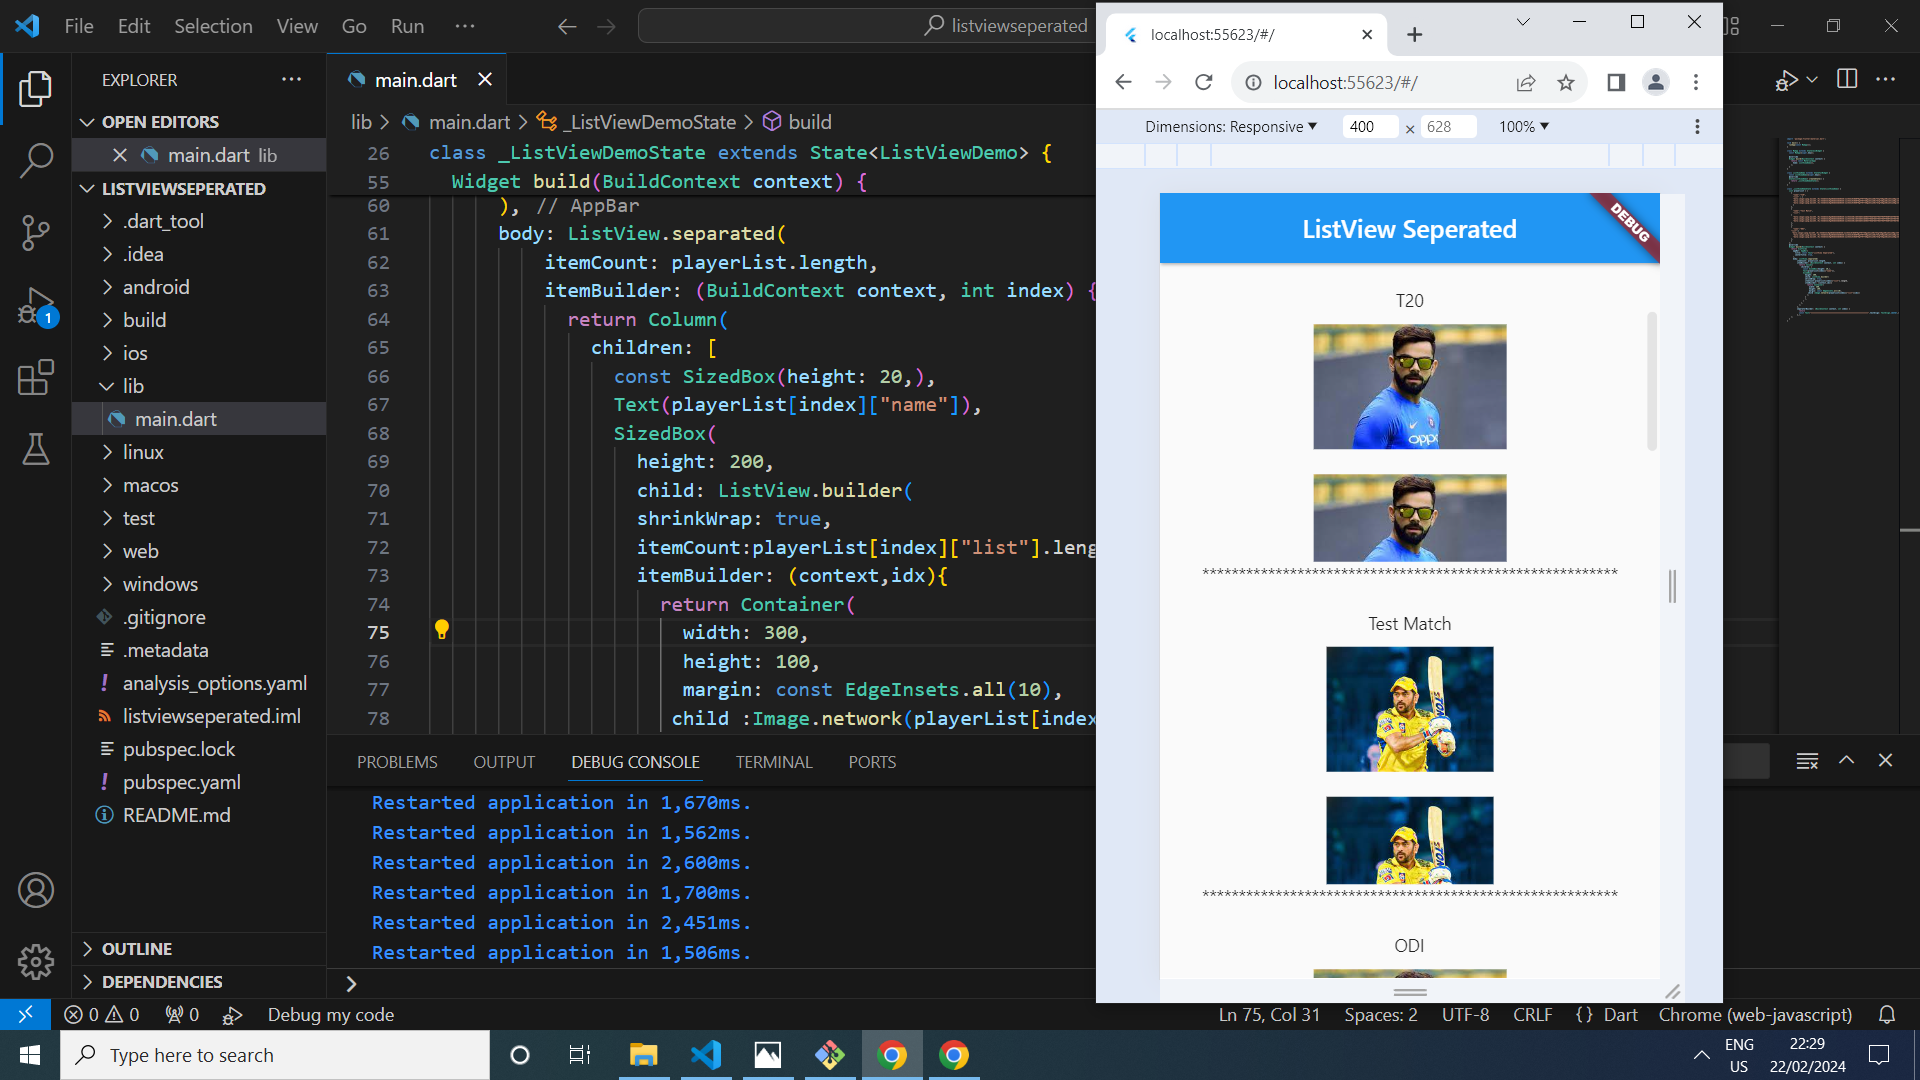 File Edit Selection View Go Run ···
listviewseperated
EXPLORER
OPEN EDITORS
main.dart lib
LISTVIEWSEPERATED
.dart_tool
.idea
android
build
ios
lib
main.dart
linux
macos
test
web
windows
.gitignore
.metadata
analysis_options.yaml
listviewseperated.iml
pubspec.lock
pubspec.yaml
README.md
OUTLINE
DEPENDENCIES
1
main.dart
lib > main.dart > _ListViewDemoState > build
26 class _ListViewDemoState extends State<ListViewDemo> {
55 Widget build(BuildContext context) {
60 ), // AppBar
61 body: ListView.separated(
62 itemCount: playerList.length,
63 itemBuilder: (BuildContext context, int index) {
64 return Column(
65 children: [
66 const SizedBox(height: 20,),
67 Text(playerList[index]["name"]),
68 SizedBox(
69 height: 200,
70 child: ListView.builder(
71 shrinkWrap: true,
72 itemCount:playerList[index]["list"].leng
73 itemBuilder: (context,idx){
74 return Container(
75 width: 300,
76 height: 100,
77 margin: const EdgeInsets.all(10),
78 child :Image.network(playerList[index
PROBLEMS OUTPUT DEBUG CONSOLE TERMINAL PORTS
Restarted application in 1,670ms.
Restarted application in 1,562ms.
Restarted application in 2,600ms.
Restarted application in 1,700ms.
Restarted application in 2,451ms.
Restarted application in 1,506ms.
localhost:55623/#/
localhost:55623/#/
Dimensions: Responsive 400 × 628 100%
ListView Seperated
DEBUG
T20
oppo
*********************************************************
Test Match
*********************************************************
ODI
0 0 0 Debug my code
Ln 75, Col 31 Spaces: 2 UTF-8 CRLF {} Dart Chrome (web-javascript)
Type here to search
ENG
US
22:29
22/02/2024